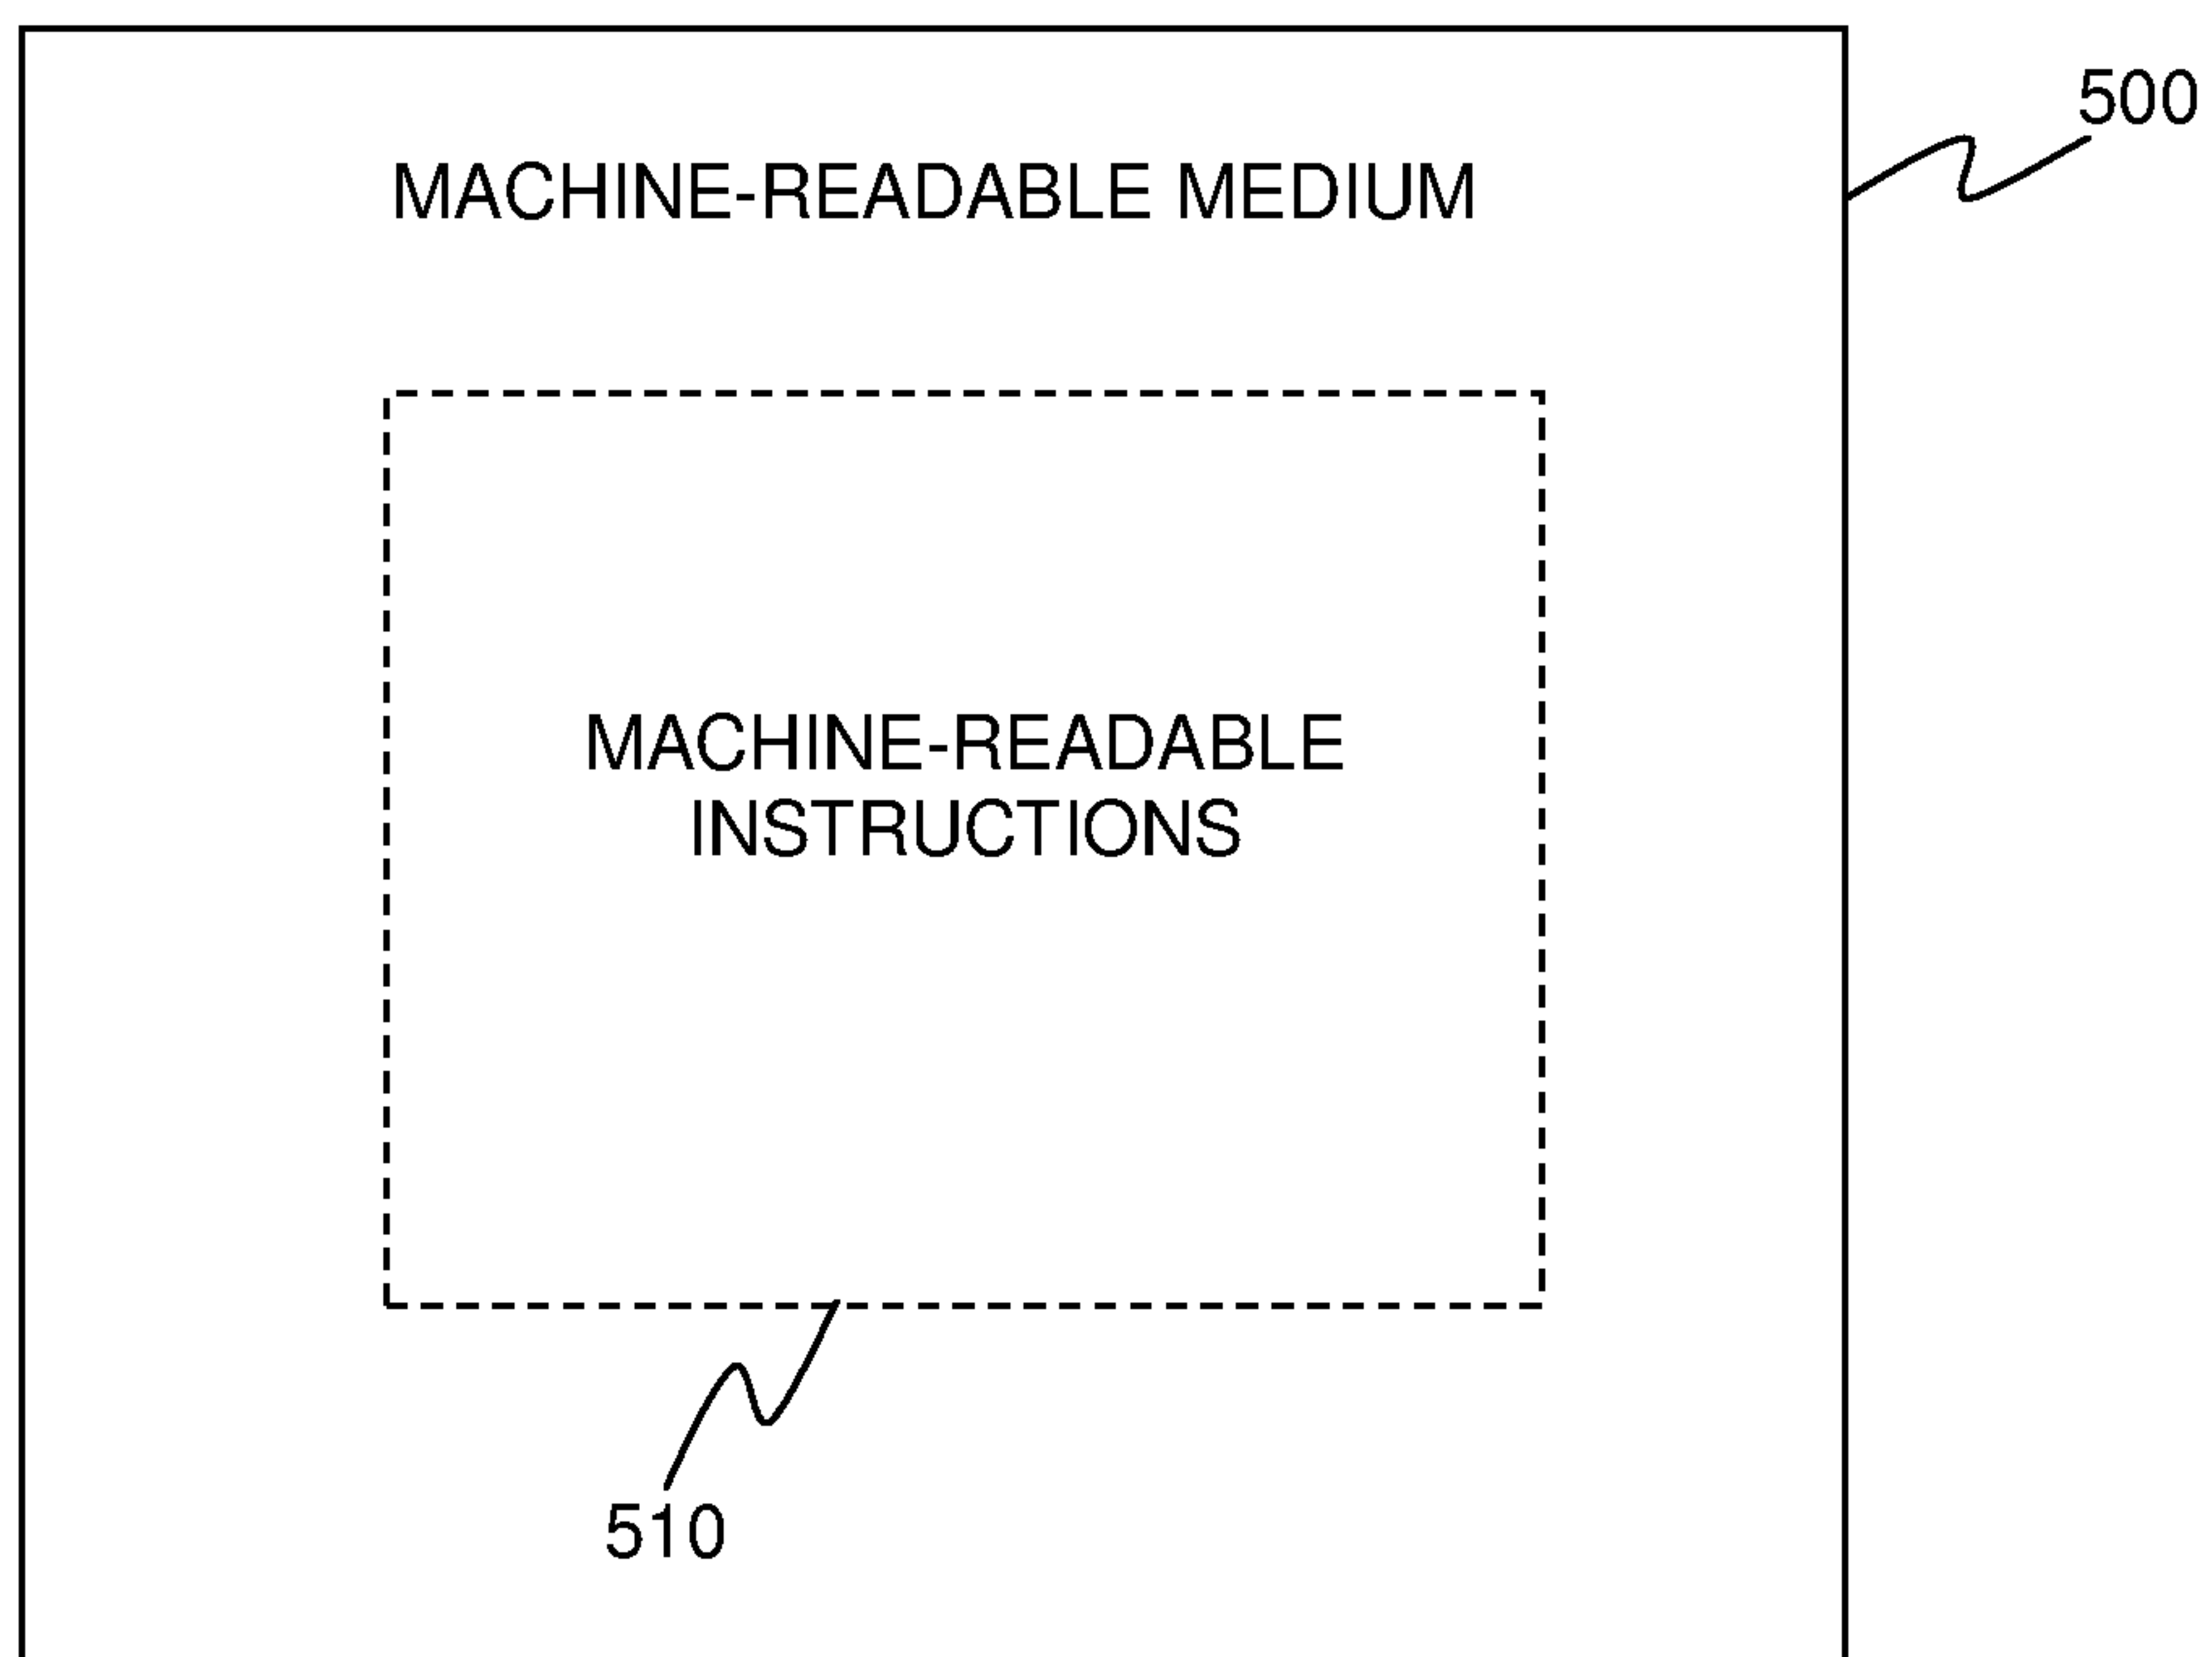 500
MACHINE-READABLE MEDIUM
MACHINE-READABLE
INSTRUCTIONS
510